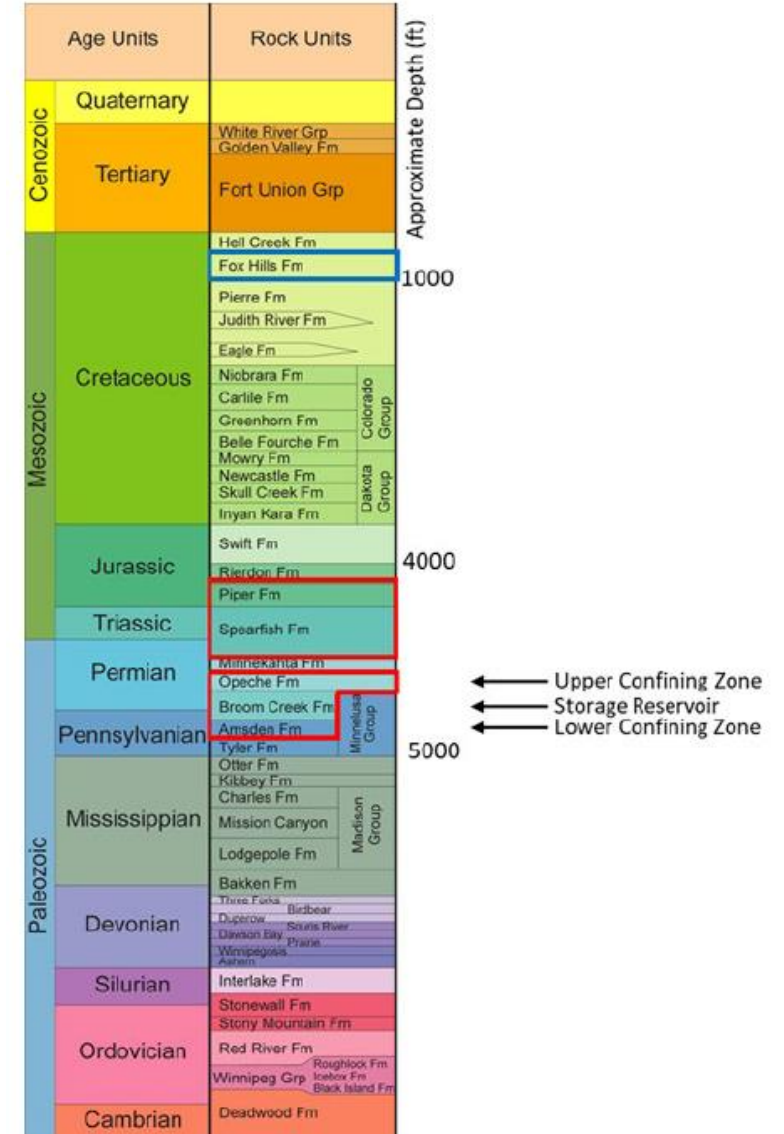 Age Units
Rock Units
Approximate Depth (ft)
Cenozoic
Quaternary
Tertiary
White River Grp
Golden Valley Fm
Fort Union Grp
Mesozoic
Cretaceous
Hell Creek Fm
Fox Hills Fm
1000
Pierre Fm
Judith River Fm
Eagle Fm
Niobrara Fm
Carlile Fm
Greenhorn Fm
Belle Fourche Fm
Colorado
Group
Mowry Fm
Newcastle Fm
Skull Creek Fm
Inyan Kara Fm
Dakota
Group
Jurassic
Swift Fm
4000
Rierdon Fm
Piper Fm
Triassic
Spearfish Fm
Paleozoic
Permian
Minnekahta Fm
Opeche Fm
Upper Confining Zone
Broom Creek Fm
Storage Reservoir
Pennsylvanian
Amsden Fm
Lower Confining Zone
Tyler Fm
Minnelusa
Group
5000
Mississippian
Otter Fm
Kibbey Fm
Charles Fm
Mission Canyon
Lodgepole Fm
Madison
Group
Bakken Fm
Devonian
Three Forks
Birdbear
Duperow
Souris River
Dawson Bay
Prairie
Winnipegosis
Ashern
Silurian
Interlake Fm
Ordovician
Stonewall Fm
Stony Mountain Fm
Red River Fm
Winnipeg Grp
Roughlock Fm
Icebox Fm
Black Island Fm
Cambrian
Deadwood Fm